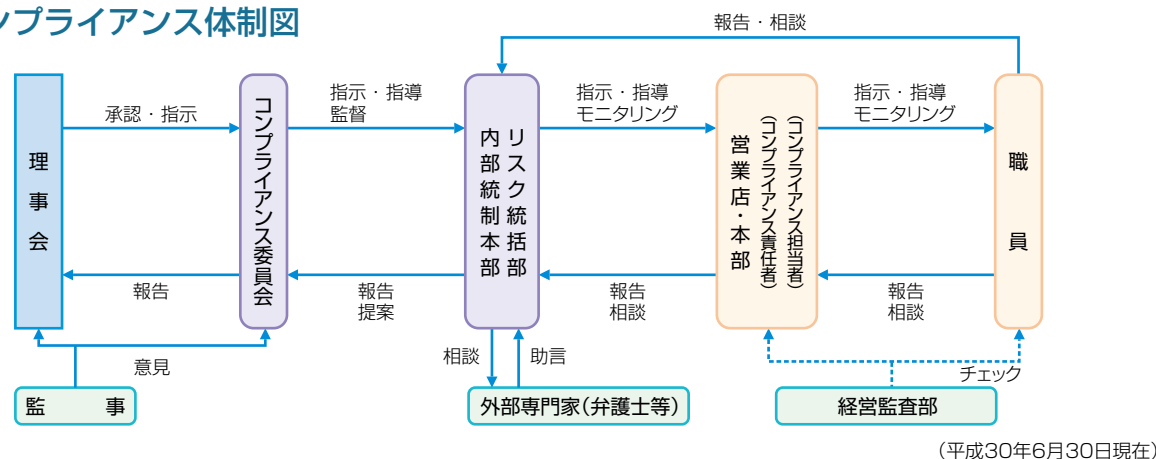 ンプライアンス体制図
報告・相談
理事会
承認・指示
報告
コンプライアンス委員会
指示・指導
監督
報告
提案
リスク統括部
内部統制本部
指示・指導
モニタリング
報告
相談
(コンプライアンス担当者)
(コンプライアンス責任者)
営業店・本部
指示・指導
モニタリング
報告
相談
職員
意見
相談
助言
チェック
監 事
外部専門家(弁護士等)
経営監査部
(平成30年6月30日現在)